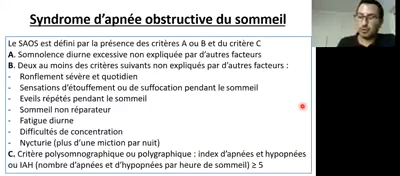 Syndrome d’apnée obstructive du sommeil
Le SAOS est défini par la présence des critères A ou B et du critère C
A. Somnolence diurne excessive non expliquée par d'autres facteurs
B. Deux au moins des critères suivants non expliqués par d'autres facteurs :
- Ronflement sévère et quotidien
- Sensations d'étouffement ou de suffocation pendant le sommeil
- Eveils répétés pendant le sommeil
- Sommeil non réparateur
- Fatigue diurne
- Difficultés de concentration
- Nycturie (plus d'une miction par nuit)
C. Critère polysomnographique ou polygraphique : index d'apnées et hypopnées
ou IAH (nombre d'apnées et d'hypopnées par heure de sommeil) ≥ 5